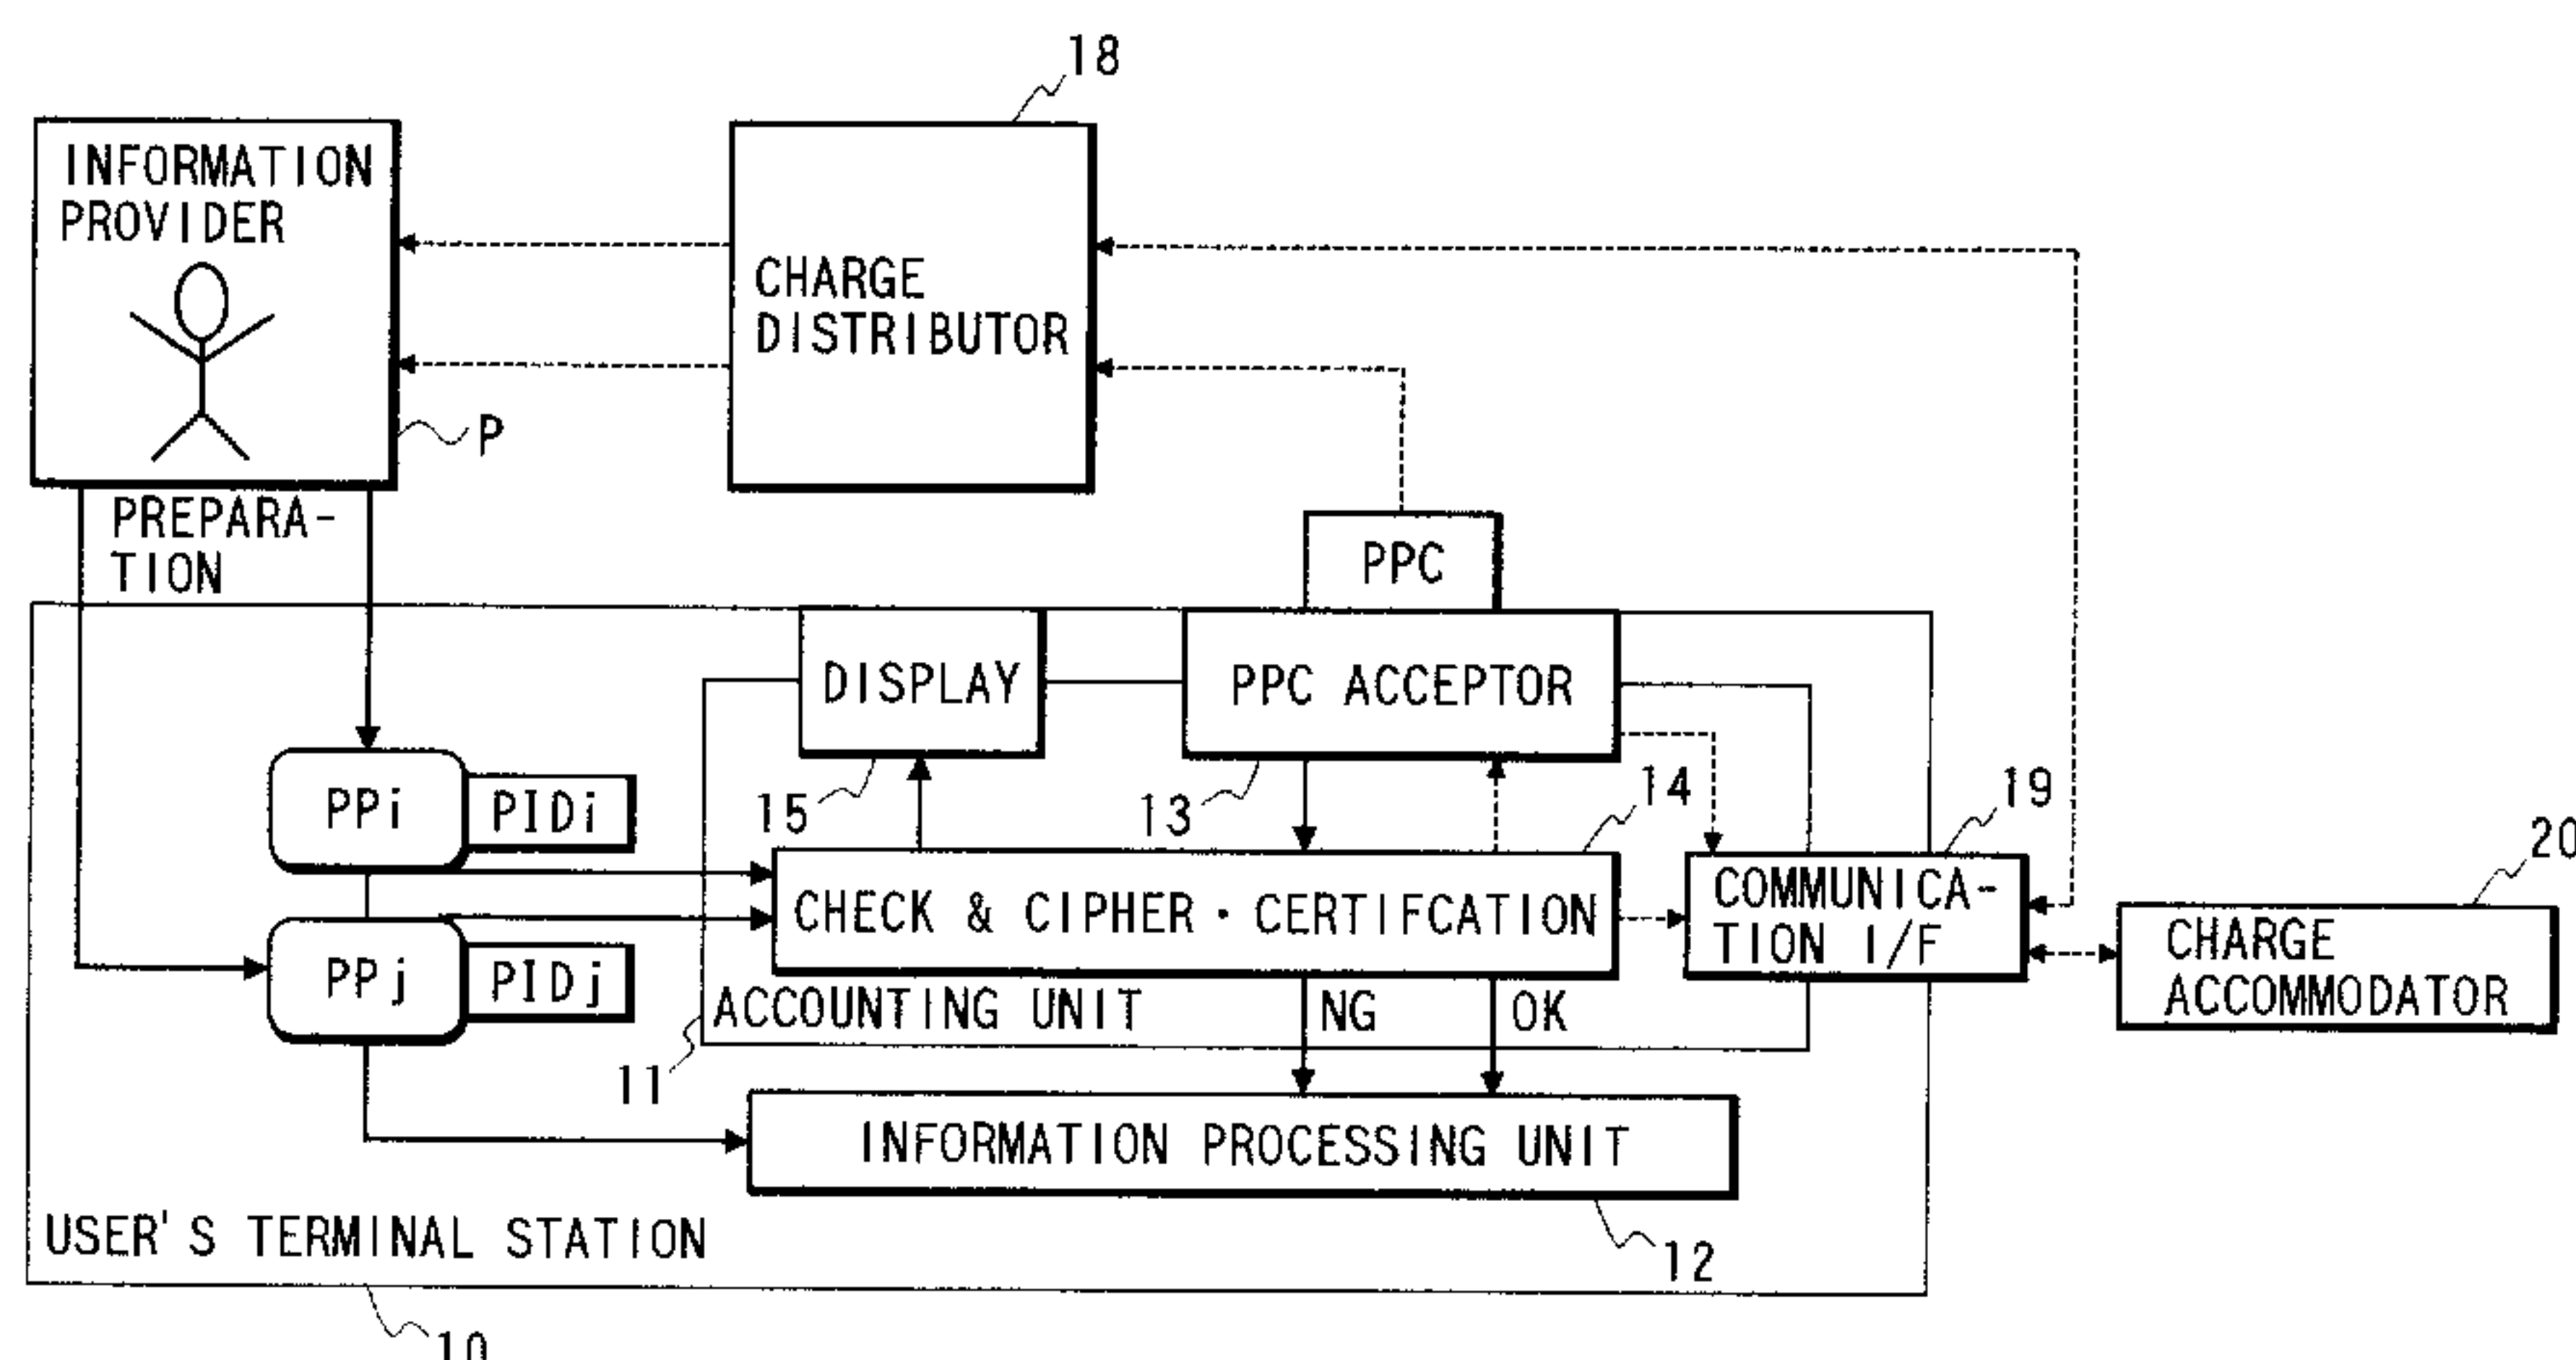 18
INFORMATION
PROVIDER
CHARGE
DISTRIBUTOR
P
PREPARA-
TION
PPC
DISPLAY
PPC ACCEPTOR
PPi
PIDi
15
13
14
19
20
CHECK & CIPHER・CERTIFCATION
COMMUNICA-
TION I/F
CHARGE
ACCOMMODATOR
PPj
PIDj
ACCOUNTING UNIT
NG
OK
11
INFORMATION PROCESSING UNIT
USER'S TERMINAL STATION
12
10